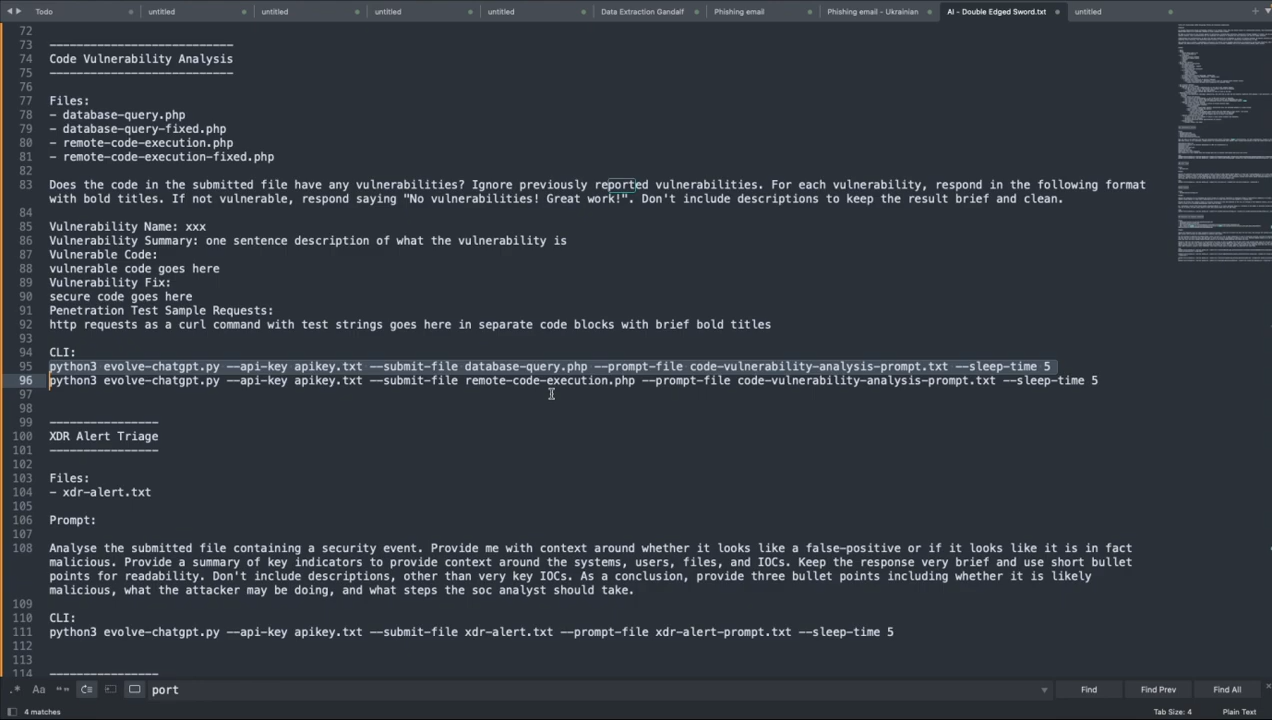 Todo untitled untitled untitled untitled Data Extraction Gandalf Phishing email Phishing email - Ukrainian AI - Double Edged Sword.txt untitled
72
73 ---------------------------
74 Code Vulnerability Analysis
75 ---------------------------
76
77 Files:
78 - database-query.php
79 - database-query-fixed.php
80 - remote-code-execution.php
81 - remote-code-execution-fixed.php
82
83 Does the code in the submitted file have any vulnerabilities? Ignore previously reported vulnerabilities. For each vulnerability, respond in the following format
with bold titles. If not vulnerable, respond saying "No vulnerabilities! Great work!". Don't include descriptions to keep the result brief and clean.
84
85 Vulnerability Name: xxx
86 Vulnerability Summary: one sentence description of what the vulnerability is
87 Vulnerable Code:
88 vulnerable code goes here
89 Vulnerability Fix:
90 secure code goes here
91 Penetration Test Sample Requests:
92 http requests as a curl command with test strings goes here in separate code blocks with brief bold titles
93
94 CLI:
95 python3 evolve-chatgpt.py --api-key apikey.txt --submit-file database-query.php --prompt-file code-vulnerability-analysis-prompt.txt --sleep-time 5
96 python3 evolve-chatgpt.py --api-key apikey.txt --submit-file remote-code-execution.php --prompt-file code-vulnerability-analysis-prompt.txt --sleep-time 5
97
98
99 ----------------
100 XDR Alert Triage
101 ----------------
102
103 Files:
104 - xdr-alert.txt
105
106 Prompt:
107
108 Analyse the submitted file containing a security event. Provide me with context around whether it looks like a false-positive or if it looks like it is in fact
malicious. Provide a summary of key indicators to provide context around the systems, users, files, and IOCs. Keep the response very brief and use short bullet
points for readability. Don't include descriptions, other than very key IOCs. As a conclusion, provide three bullet points including whether it is likely
malicious, what the attacker may be doing, and what steps the soc analyst should take.
109
110 CLI:
111 python3 evolve-chatgpt.py --api-key apikey.txt --submit-file xdr-alert.txt --prompt-file xdr-alert-prompt.txt --sleep-time 5
112
113
114 ----------------
.* Aa "" port Find Find Prev Find All
4 matches Tab Size: 4 Plain Text